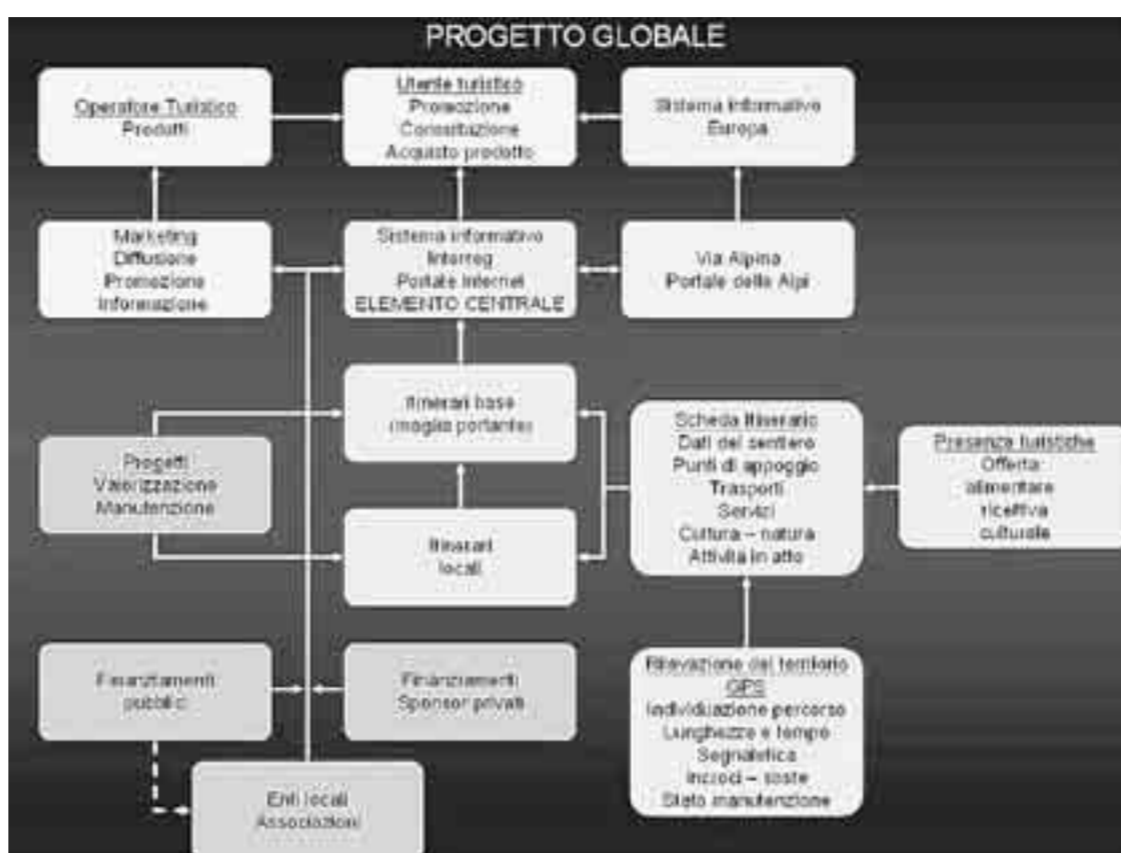 PROGETTO GLOBALE
Operatore Turistico
Prodotti
Utente turistico
Promozione
Consultazione
Acquisto prodotto
Sistema informativo
Europa
Marketing
Diffusione
Promozione
Informazione
Sistema informativo
Interreg
Portale Internet
ELEMENTO CENTRALE
Via Alpina
Portale delle Alpi
Itinerari base
(maglia portante)
Progetti
Valorizzazione
Manutenzione
Itinerari
locali
Scheda Itinerario
Dati del sentiero
Punti di appoggio
Trasporti
Servizi
Cultura – natura
Attività in atto
Presenze turistiche
Offerta
alimentare
ricettiva
culturale
Finanziamenti
pubblici
Finanziamenti
Sponsor privati
Rilevazione del territorio
GPS
Individuazione percorso
Lunghezze e tempo
Segnaletica
Incroci – soste
Stato manutenzione
Enti locali
Associazioni